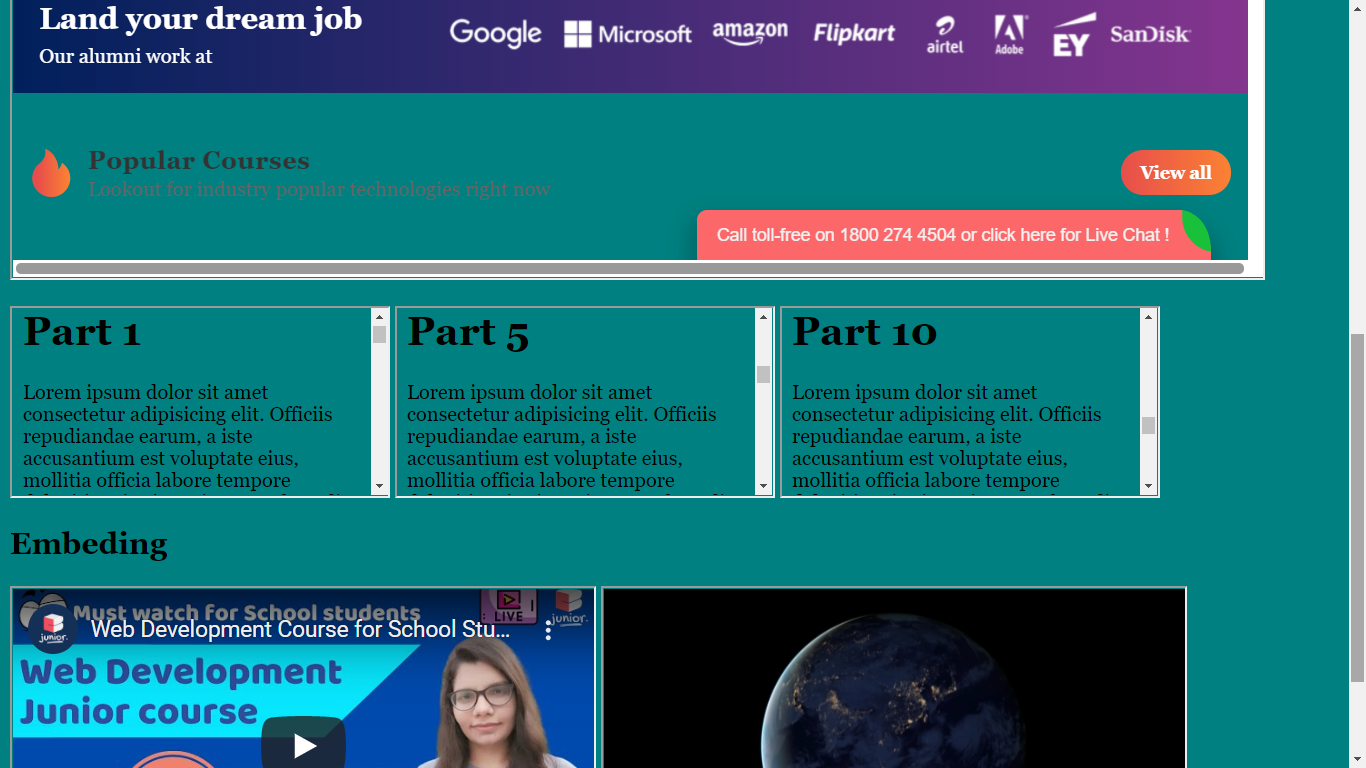 Land your dream job
Our alumni work at
Google Microsoft amazon Flipkart airtel Adobe EY SanDisk
Popular Courses
Lookout for industry popular technologies right now
View all
Call toll-free on 1800 274 4504 or click here for Live Chat !
Part 1
Lorem ipsum dolor sit amet
consectetur adipisicing elit. Officiis
repudiandae earum, a iste
accusantium est voluptate eius,
mollitia officia labore tempore
Part 5
Lorem ipsum dolor sit amet
consectetur adipisicing elit. Officiis
repudiandae earum, a iste
accusantium est voluptate eius,
mollitia officia labore tempore
Part 10
Lorem ipsum dolor sit amet
consectetur adipisicing elit. Officiis
repudiandae earum, a iste
accusantium est voluptate eius,
mollitia officia labore tempore
Embeding
Must watch for School students
LIVE
junior.
junior.
Web Development Course for School Stu...
Web Development
Junior course